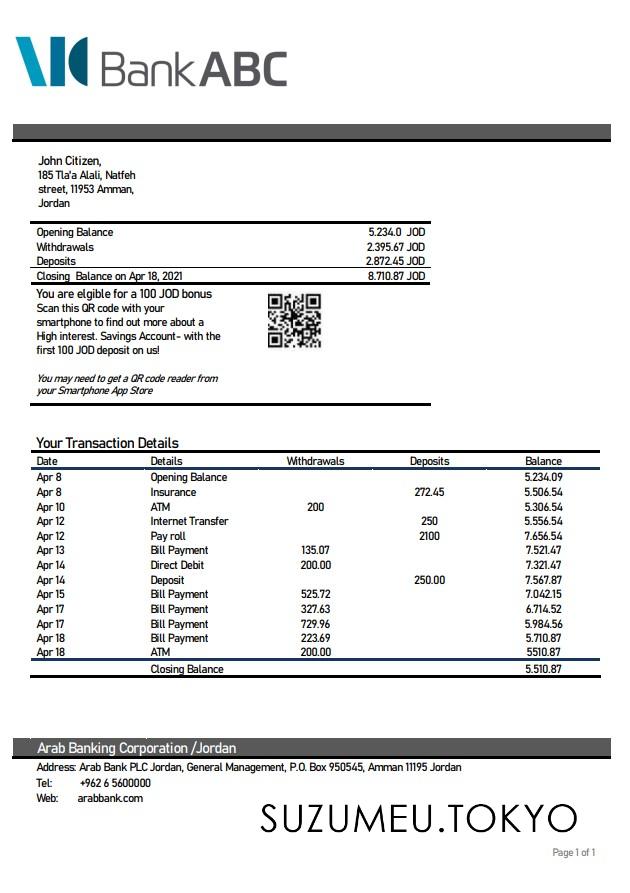 Bank ABC
John Citizen,
185 Tla'a Alali, Natfeh
street, 11953 Amman,
Jordan
Opening Balance 5.234.0 JOD
Withdrawals 2.395.67 JOD
Deposits 2.872.45 JOD
Closing Balance on Apr 18, 2021 8.710.87 JOD
You are elgible for a 100 JOD bonus
Scan this QR code with your
smartphone to find out more about a
High interest. Savings Account- with the
first 100 JOD deposit on us!
You may need to get a QR code reader from
your Smartphone App Store
Your Transaction Details
Date Details Withdrawals Deposits Balance
Apr 8 Opening Balance 5.234.09
Apr 8 Insurance 272.45 5.506.54
Apr 10 ATM 200 5.306.54
Apr 12 Internet Transfer 250 5.556.54
Apr 12 Pay roll 2100 7.656.54
Apr 13 Bill Payment 135.07 7.521.47
Apr 14 Direct Debit 200.00 7.321.47
Apr 14 Deposit 250.00 7.567.87
Apr 15 Bill Payment 525.72 7.042.15
Apr 17 Bill Payment 327.63 6.714.52
Apr 17 Bill Payment 729.96 5.984.56
Apr 18 Bill Payment 223.69 5.710.87
Apr 18 ATM 200.00 5510.87
Closing Balance 5.510.87
Arab Banking Corporation /Jordan
Address: Arab Bank PLC Jordan, General Management, P.O. Box 950545, Amman 11195 Jordan
Tel: +962 6 5600000
Web: arabbank.com
SUZUMEU.TOKYO
Page 1 of 1